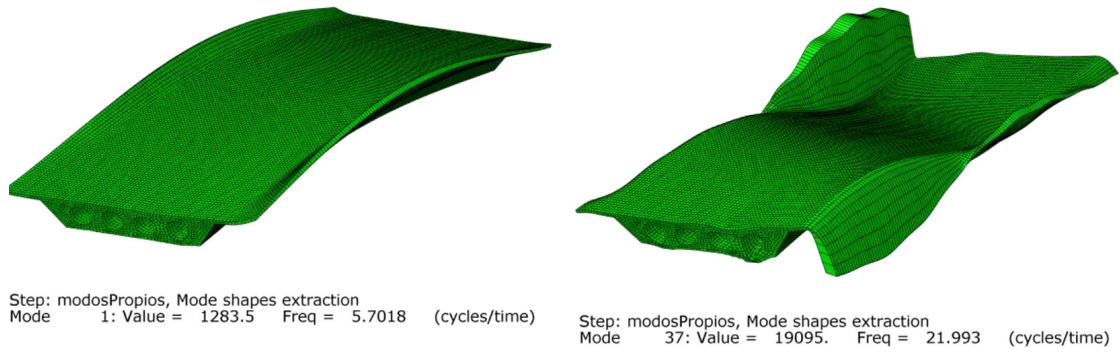 Step: modosPropios, Mode shapes extraction
Mode 1: Value = 1283.5 Freq = 5.7018 (cycles/time)
Step: modosPropios, Mode shapes extraction
Mode 37: Value = 19095. Freq = 21.993 (cycles/time)